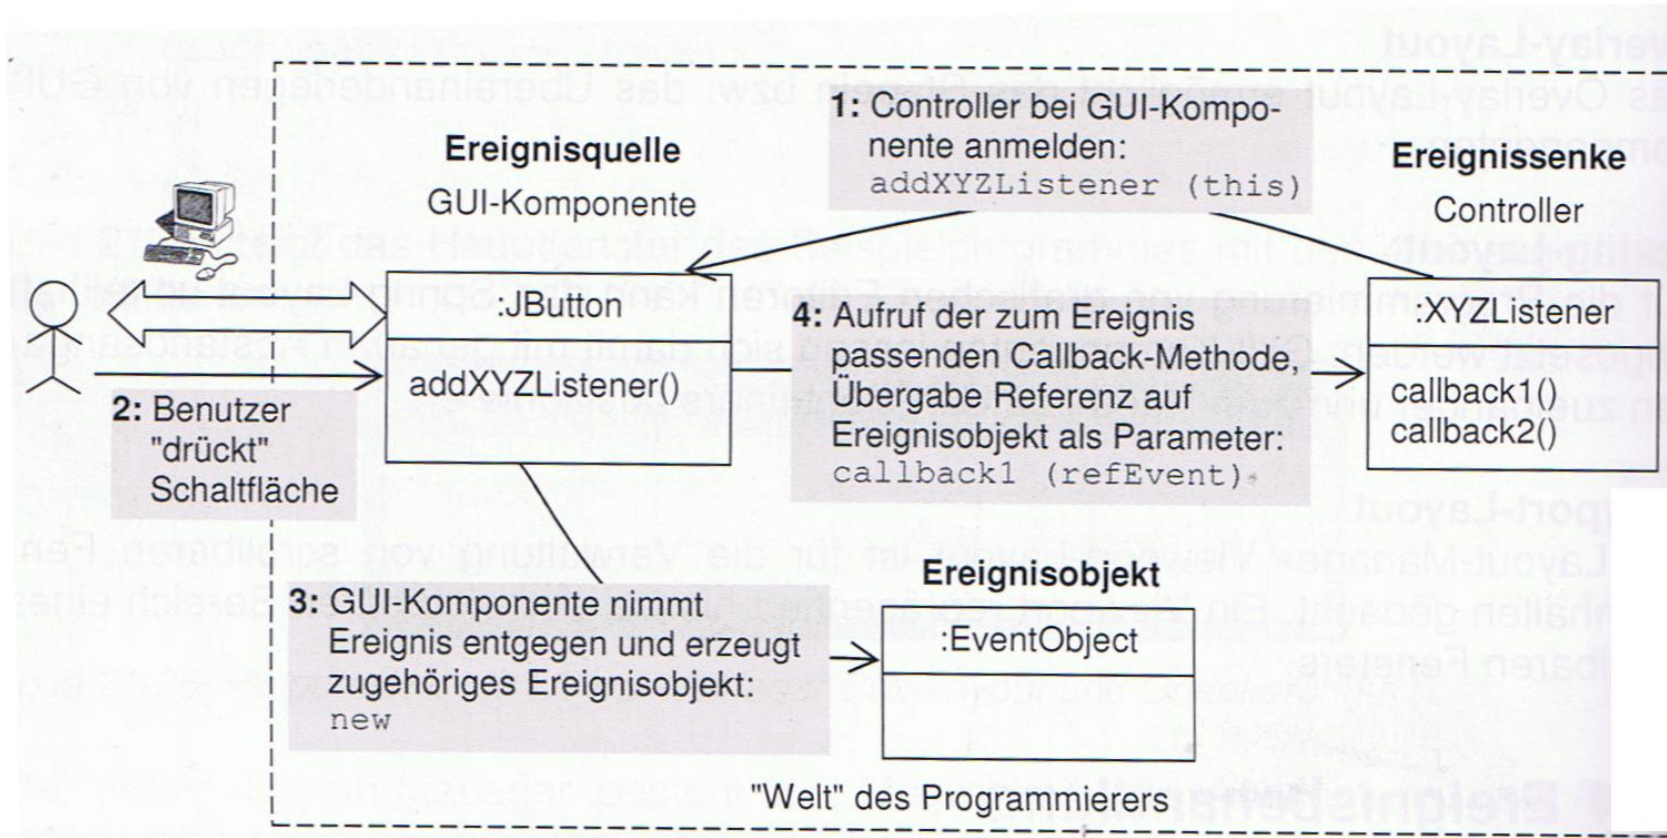 Ereignisquelle
GUI-Komponente
1: Controller bei GUI-Kompo-
nente anmelden:
addXYZListener (this)
Ereignissenke
Controller
:JButton
addXYZListener()
2: Benutzer
"drückt"
Schaltfläche
4: Aufruf der zum Ereignis
passenden Callback-Methode,
Übergabe Referenz auf
Ereignisobjekt als Parameter:
callback1 (refEvent)
:XYZListener
callback1()
callback2()
3: GUI-Komponente nimmt
Ereignis entgegen und erzeugt
zugehöriges Ereignisobjekt:
new
Ereignisobjekt
:EventObject
"Welt" des Programmierers